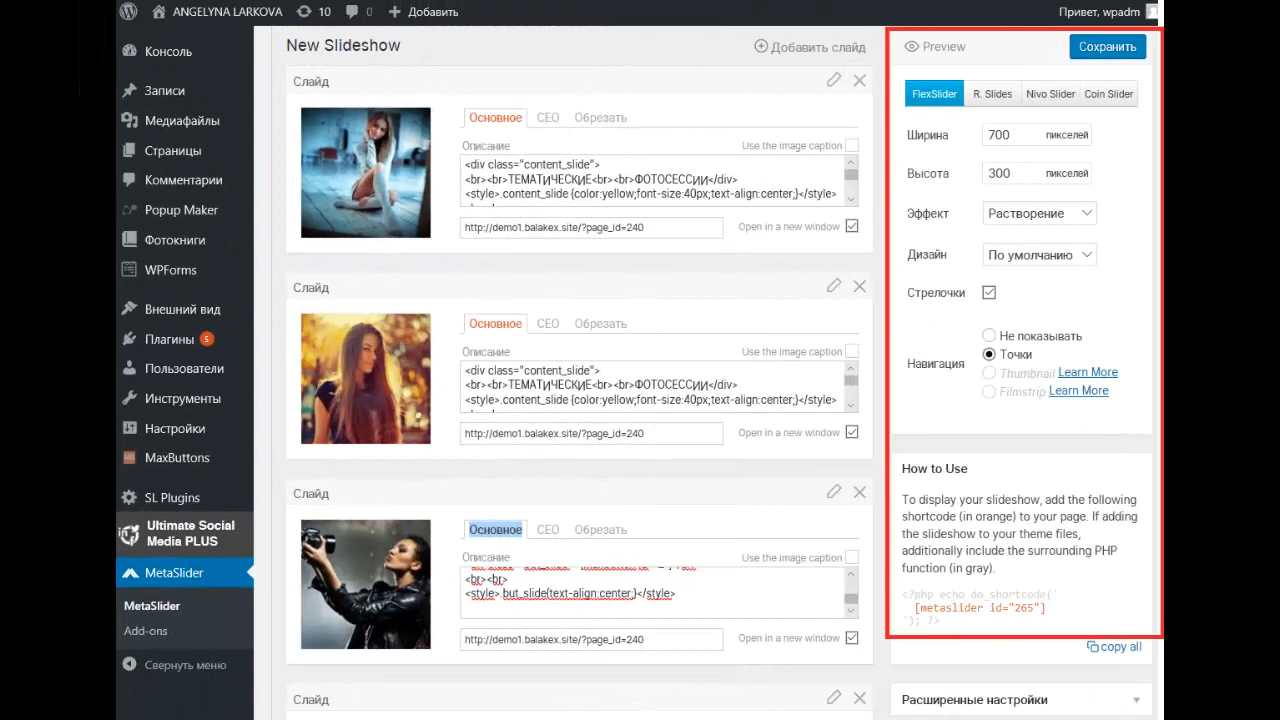 ANGELYNA LARKOVA
10
0
Добавить
Привет, wpadm
Консоль
Записи
Медиафайлы
Страницы
Комментарии
Popup Maker
Фотокниги
WPForms
Внешний вид
Плагины 5
Пользователи
Инструменты
Настройки
MaxButtons
SL Plugins
Ultimate Social
Media PLUS
MetaSlider
MetaSlider
Add-ons
Свернуть меню
New Slideshow
Добавить слайд
Слайд
Основное СЕО Обрезать
Описание Use the image caption
<div class="content_slide">
<br><br>ТЕМАТИЧЕСКИЕ<br><br>ФОТОСЕССИИ</div>
<style>.content_slide {color:yellow;font-size:40px;text-align:center;}</style>
http://demo1.balakex.site/?page_id=240 Open in a new window
Слайд
Основное СЕО Обрезать
Описание Use the image caption
<div class="content_slide">
<br><br>ТЕМАТИЧЕСКИЕ<br><br>ФОТОСЕССИИ</div>
<style>.content_slide {color:yellow;font-size:40px;text-align:center;}</style>
http://demo1.balakex.site/?page_id=240 Open in a new window
Слайд
Основное СЕО Обрезать
Описание Use the image caption
<br><br>
<style>.but_slide{text-align:center;}</style>
http://demo1.balakex.site/?page_id=240 Open in a new window
Слайд
Preview Сохранить
FlexSlider R. Slides Nivo Slider Coin Slider
Ширина 700 пикселей
Высота 300 пикселей
Эффект Растворение
Дизайн По умолчанию
Стрелочки
Навигация
Не показывать
Точки
Thumbnail Learn More
Filmstrip Learn More
How to Use
To display your slideshow, add the following
shortcode (in orange) to your page. If adding
the slideshow to your theme files,
additionally include the surrounding PHP
function (in gray).
<?php echo do_shortcode('
[metaslider id="265"]
'); ?>
copy all
Расширенные настройки